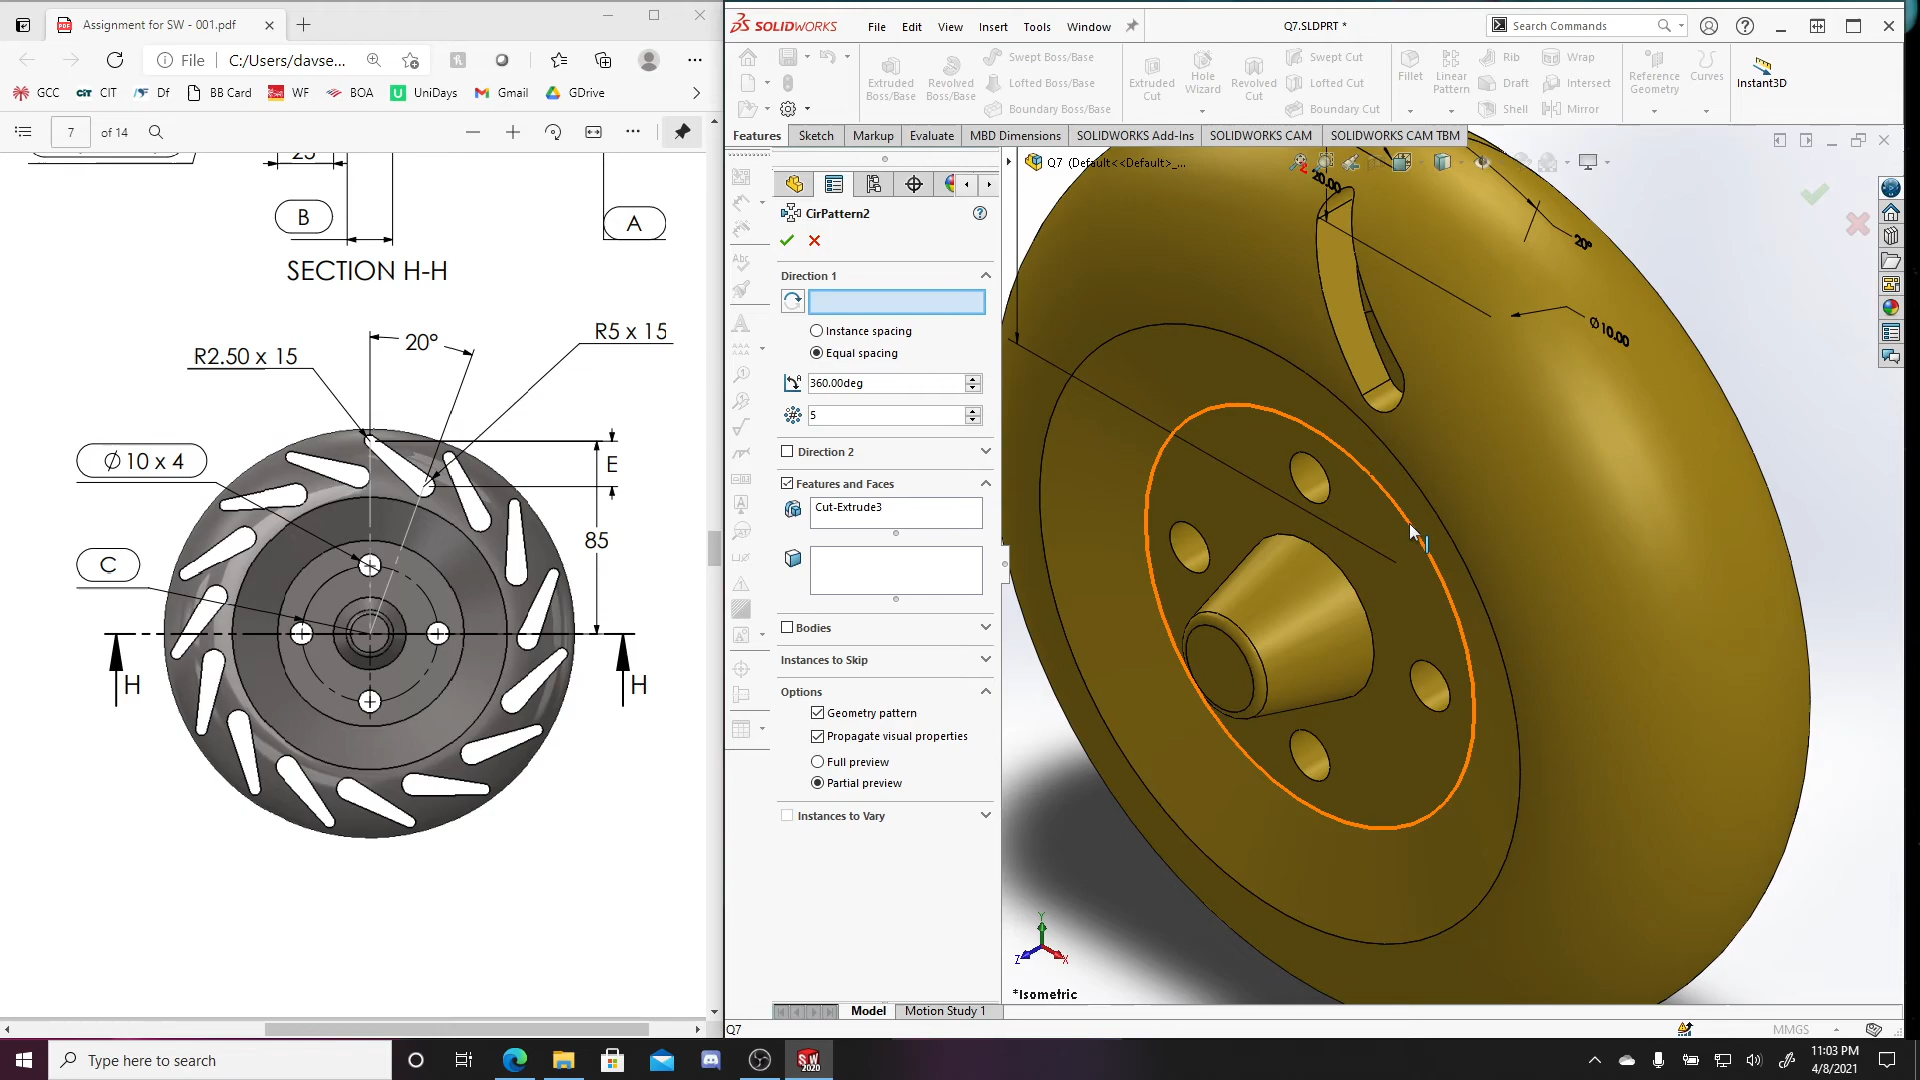 Assignment for SW - 001.pdf
File
C:/Users/davse...
GCC
CIT
Df
BB Card
WF
BOA
UniDays
Gmail
GDrive
7
of 14
25
B
A
SECTION H-H
R2.50 x 15
20°
R5 x 15
Ø 10 x 4
E
85
C
H
H
SOLIDWORKS
File
Edit
View
Insert
Tools
Window
Q7.SLDPRT *
Search Commands
Extruded Boss/Base
Revolved Boss/Base
Swept Boss/Base
Lofted Boss/Base
Boundary Boss/Base
Extruded Cut
Hole Wizard
Revolved Cut
Swept Cut
Lofted Cut
Boundary Cut
Fillet
Linear Pattern
Rib
Draft
Shell
Wrap
Intersect
Mirror
Reference Geometry
Curves
Instant3D
Features
Sketch
Markup
Evaluate
MBD Dimensions
SOLIDWORKS Add-Ins
SOLIDWORKS CAM
SOLIDWORKS CAM TBM
Q7 (Default<<Default>_...
CirPattern2
Direction 1
Instance spacing
Equal spacing
360.00deg
5
Direction 2
Features and Faces
Cut-Extrude3
Bodies
Instances to Skip
Options
Geometry pattern
Propagate visual properties
Full preview
Partial preview
Instances to Vary
20.00
20°
Ø10.00
Y
Z
X
*Isometric
Model
Motion Study 1
Q7
MMGS
Type here to search
SW
2020
11:03 PM
4/8/2021